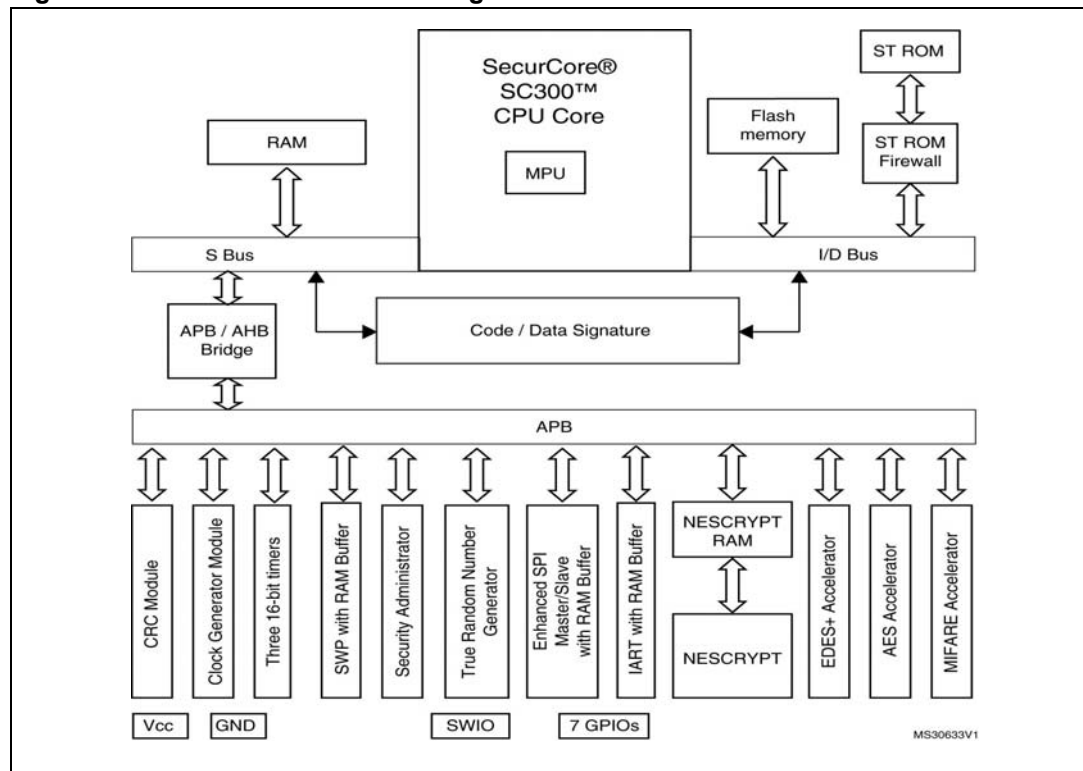 SecurCore®
SC300™
CPU Core
MPU
RAM
Flash
memory
ST ROM
ST ROM
Firewall
S Bus
I/D Bus
APB / AHB
Bridge
Code / Data Signature
APB
CRC Module
Clock Generator Module
Three 16-bit timers
SWP with RAM Buffer
Security Administrator
True Random Number
Generator
Enhanced SPI
Master/Slave
with RAM Buffer
IART with RAM Buffer
NESCRYPT
RAM
NESCRYPT
EDES+ Accelerator
AES Accelerator
MIFARE Accelerator
Vcc
GND
SWIO
7 GPIOs
MS30633V1